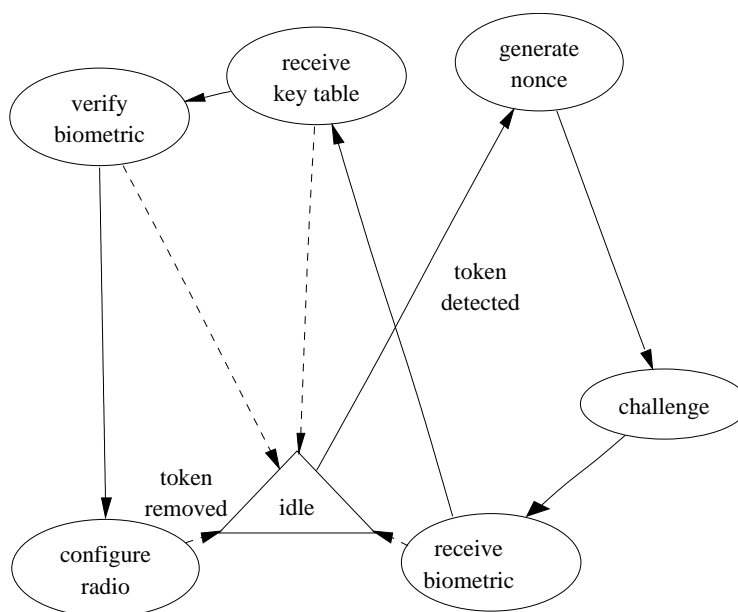 generate
nonce
receive
key table
verify
biometric
token
detected
challenge
token
removed
idle
configure
radio
receive
biometric